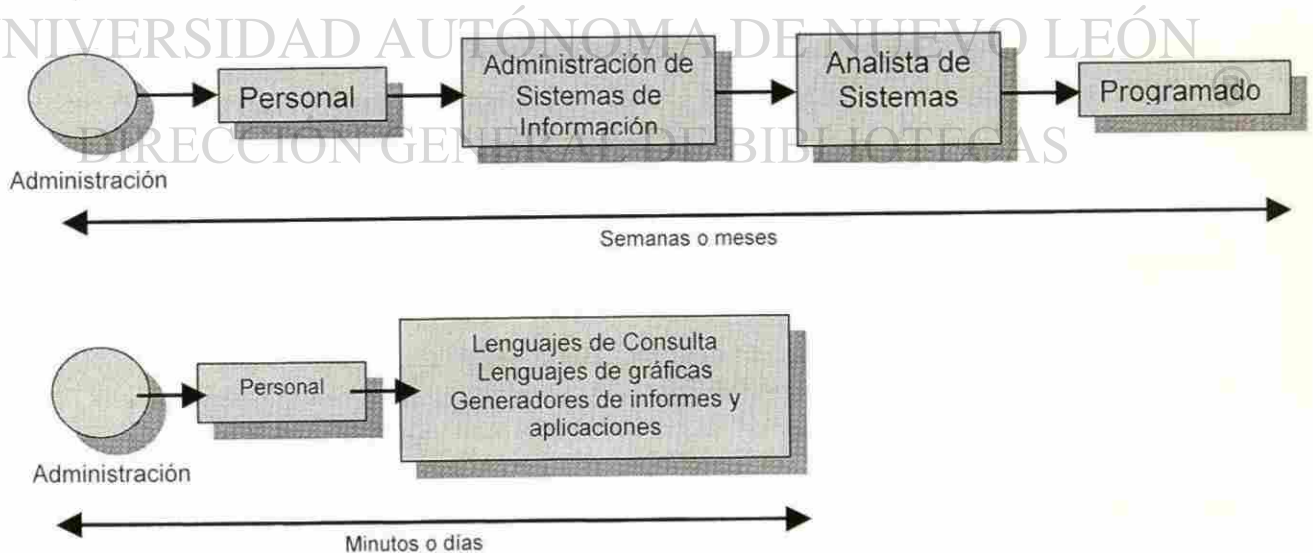 NIVERSIDAD AUTÓNOMA DE NUEVO LEÓN
®
DIRECCIÓN GENERAL DE BIBLIOTECAS
Administración
Personal
Administración de
Sistemas de
Información
Analista de
Sistemas
Programado
Semanas o meses
Administración
Personal
Lenguajes de Consulta
Lenguajes de gráficas
Generadores de informes y
aplicaciones
Minutos o días